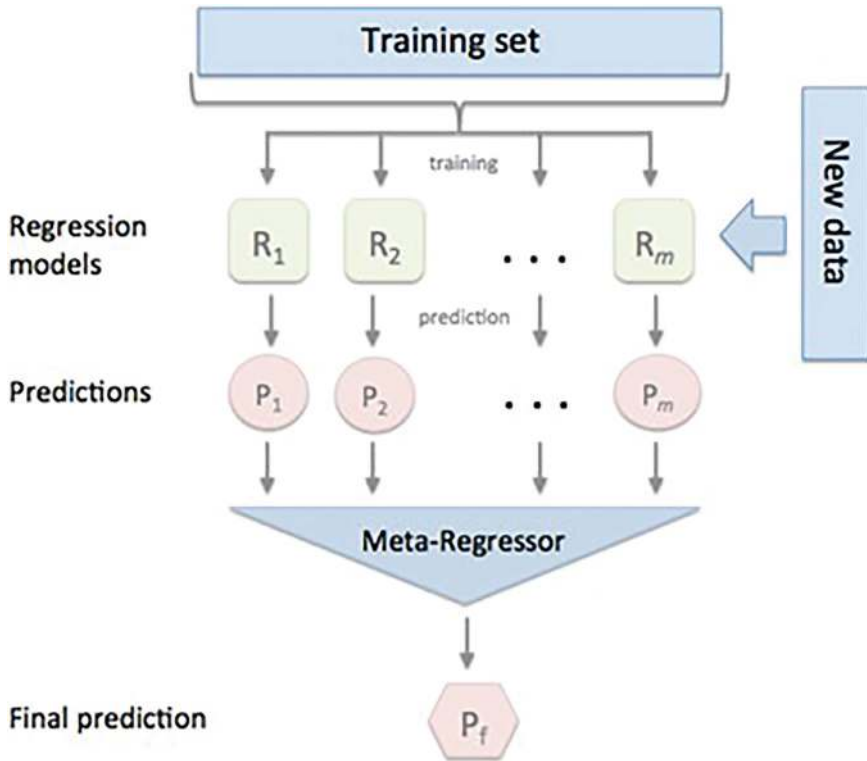 Training set
training
New data
Regression
models
R1 R2 . . . Rm
prediction
Predictions
P1 P2 . . . Pm
Meta-Regressor
Final prediction
Pf